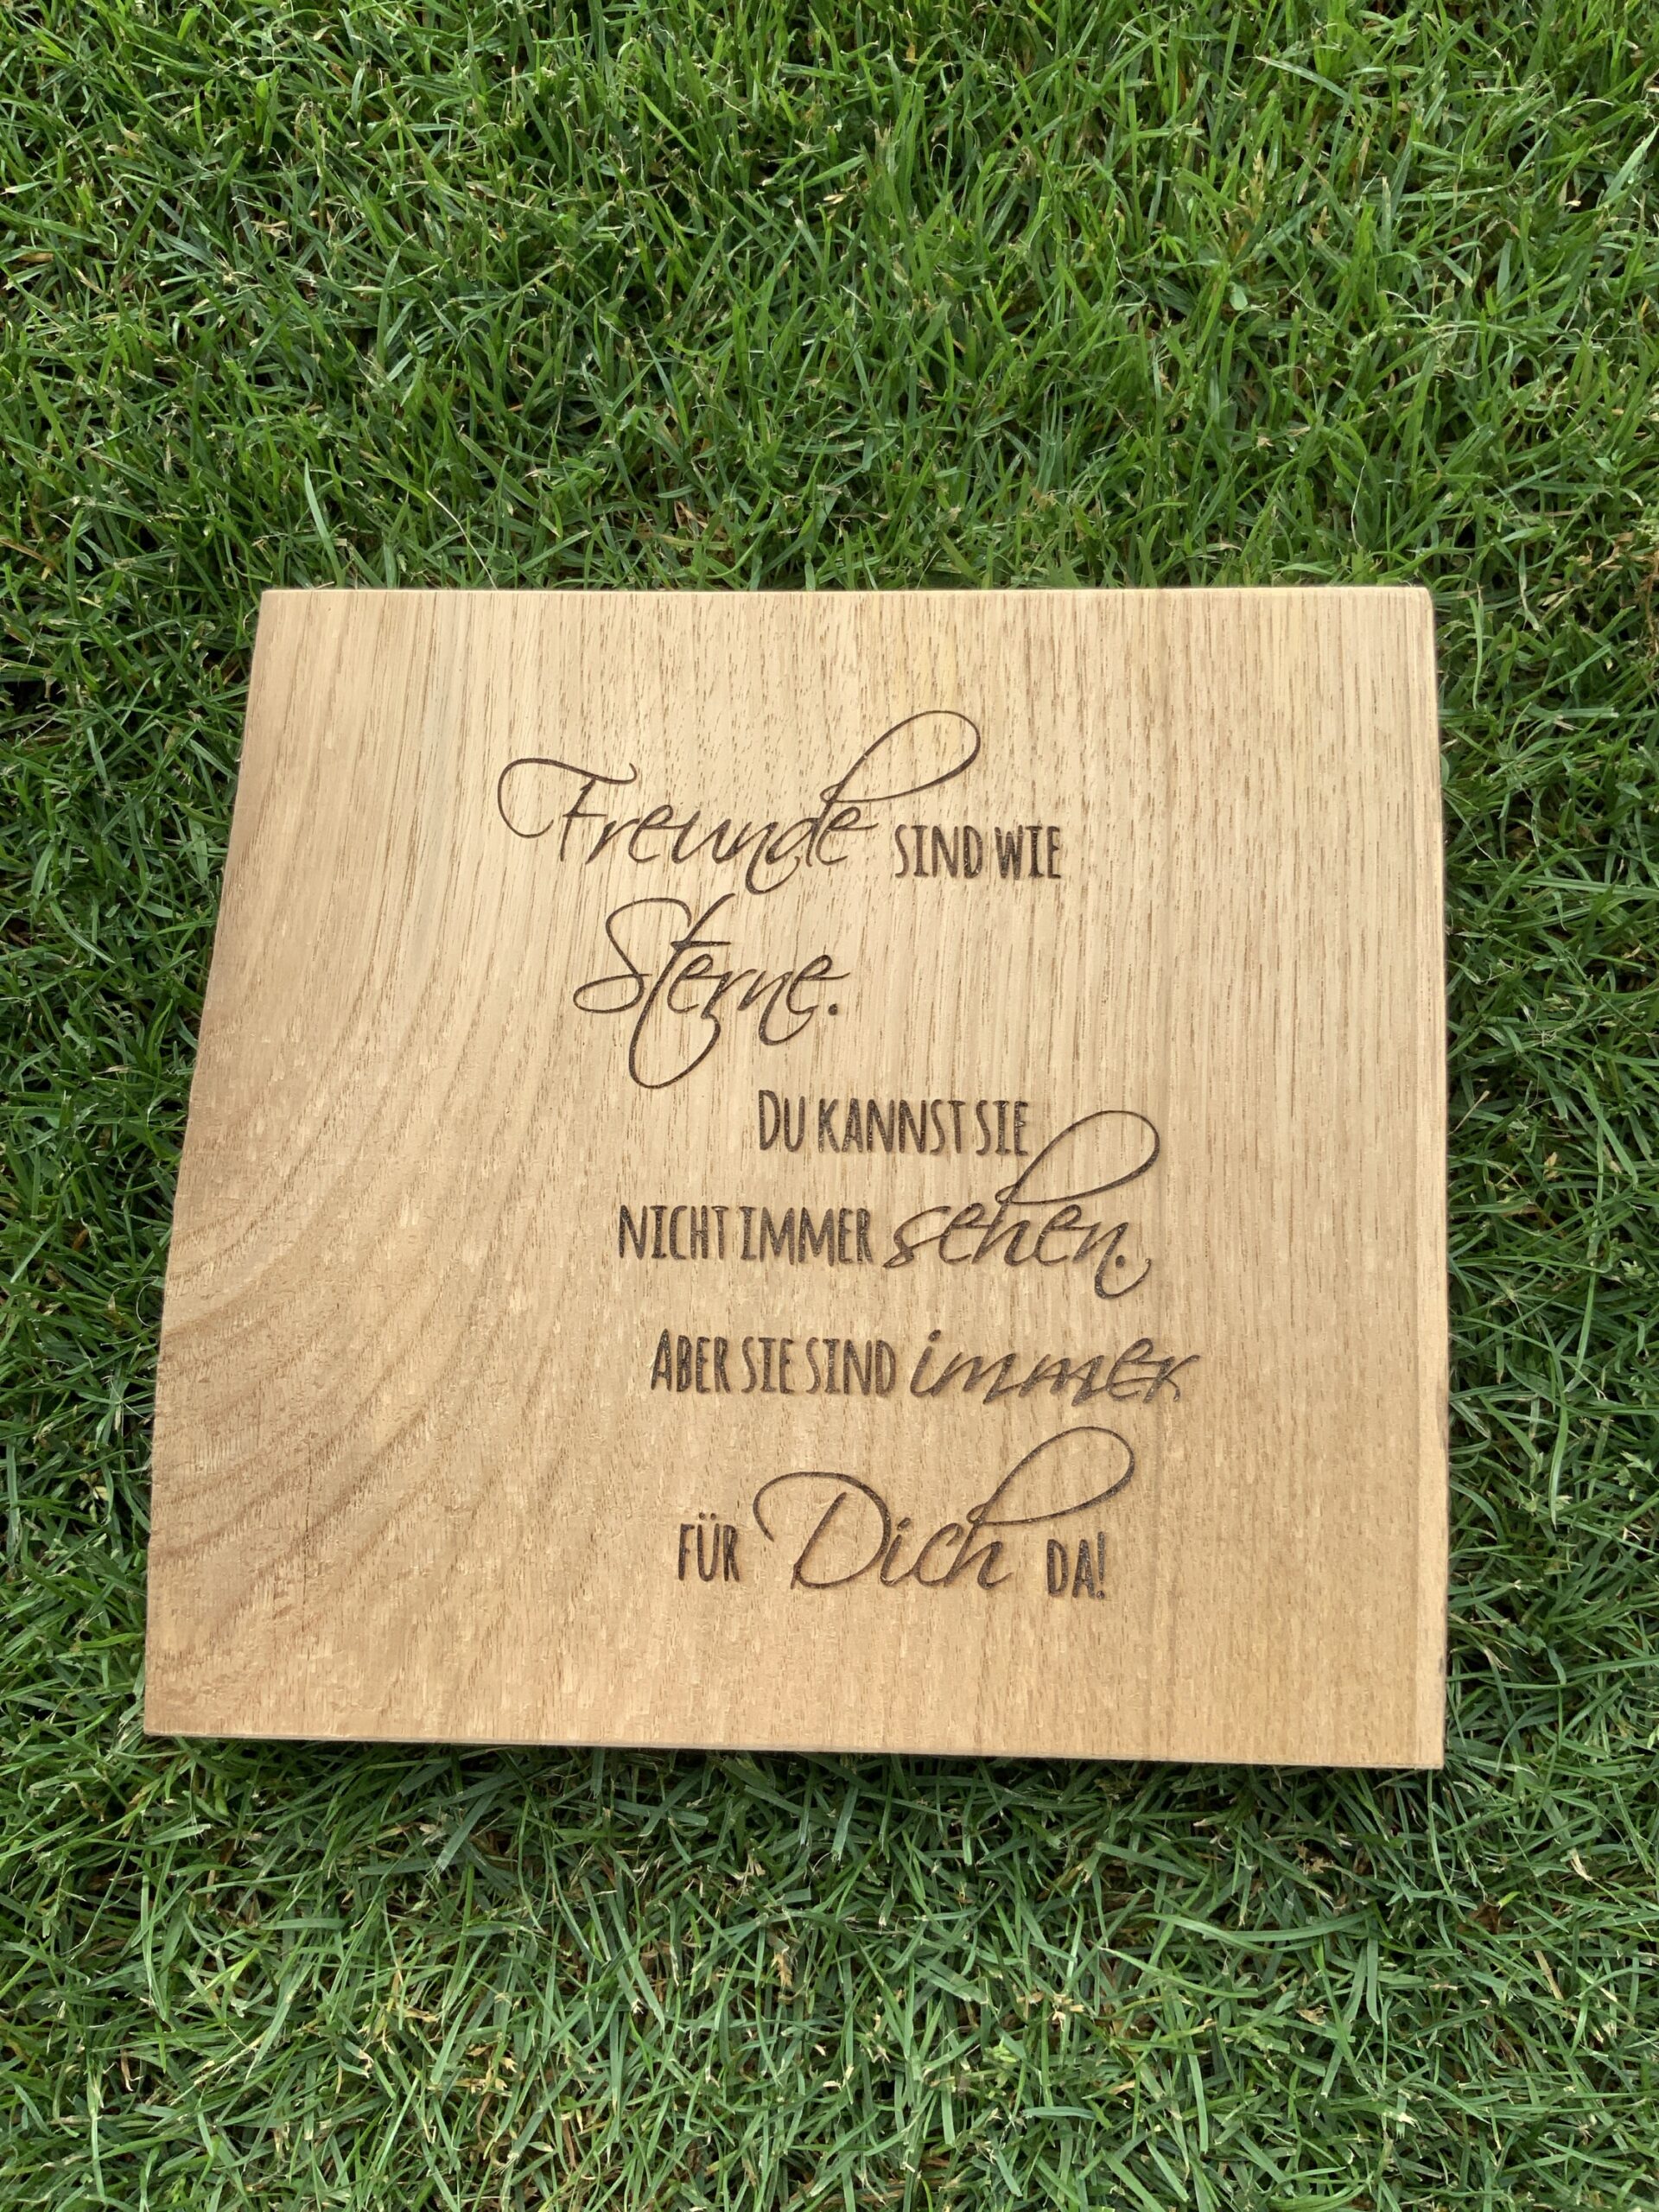 Freunde SIND WIE
Sterne.
DU KANNST SIE
NICHT IMMER sehen.
ABER SIE SIND immer
FÜR Dich DA!